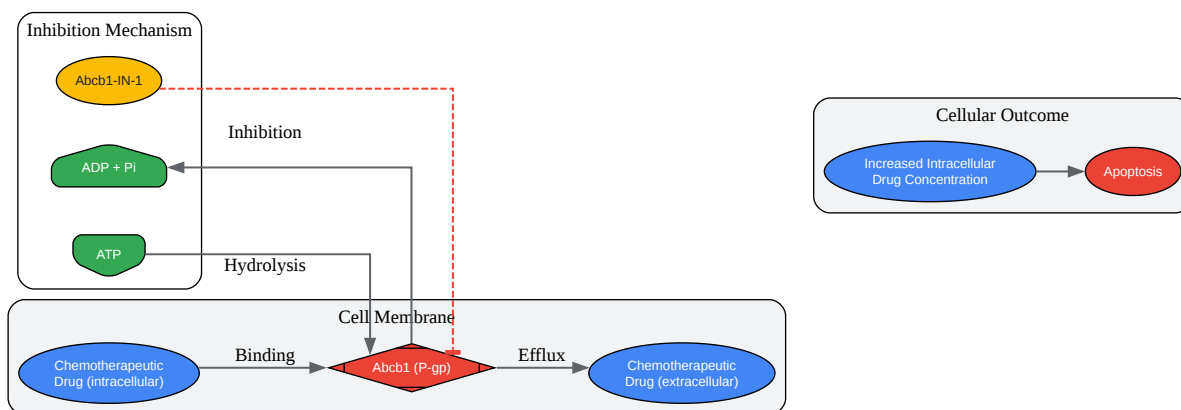 Inhibition Mechanism
Abcb1-IN-1
Inhibition
ADP + Pi
ATP
Hydrolysis
Cellular Outcome
Increased Intracellular
Drug Concentration
Apoptosis
Cell Membrane
Chemotherapeutic
Drug (intracellular)
Binding
Abcb1 (P-gp)
Efflux
Chemotherapeutic
Drug (extracellular)